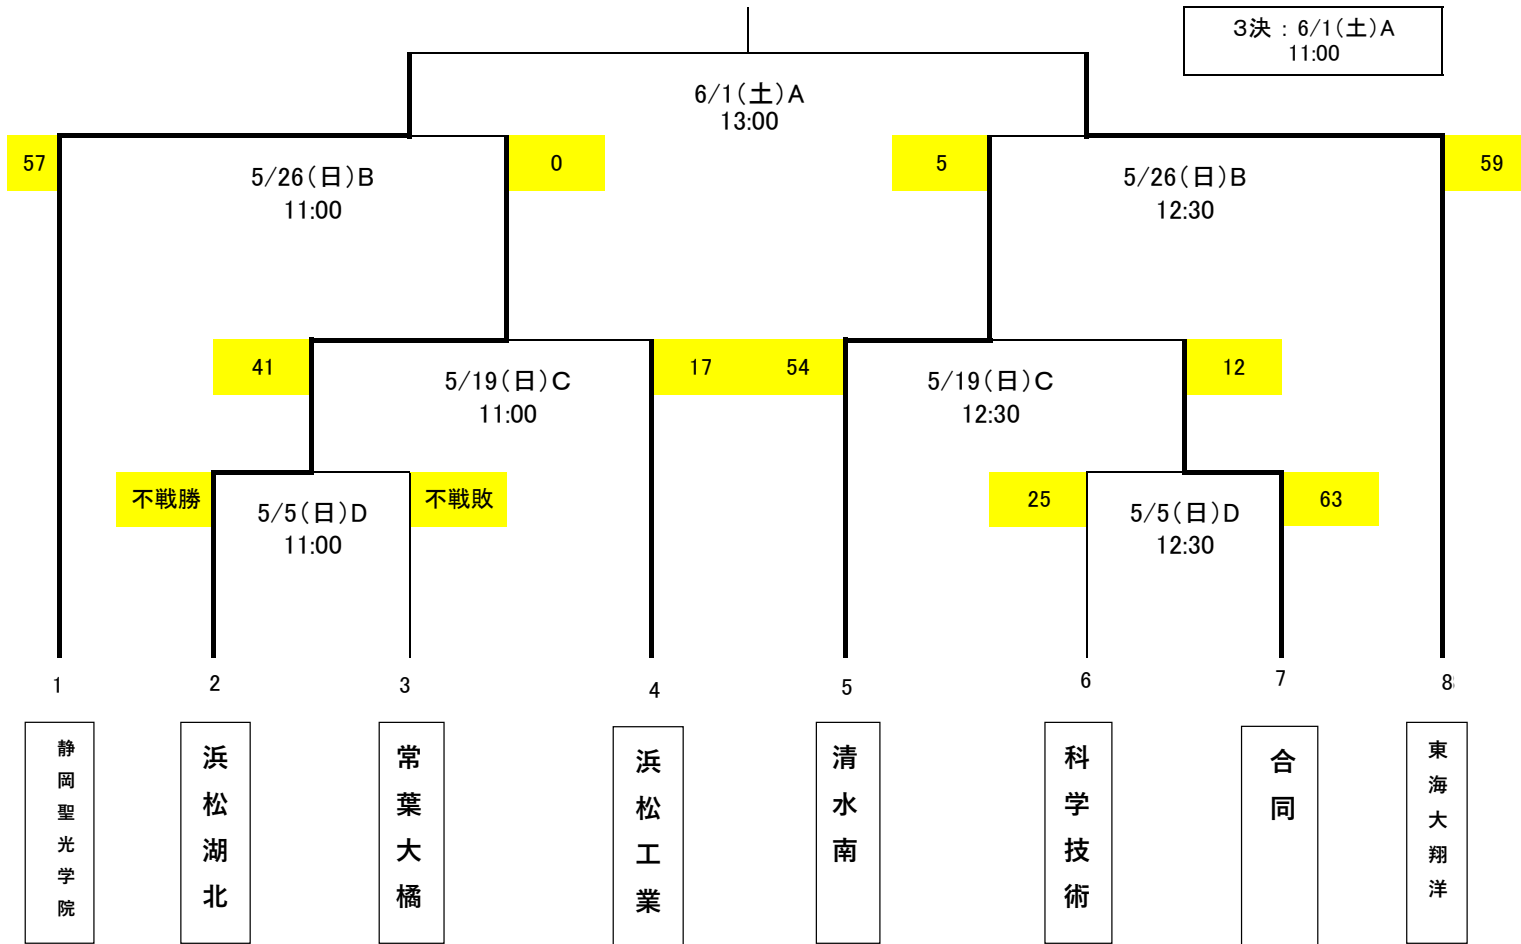 3決：6/1(土)A
11:00
6/1(土)A
13:00
57
5/26(日)B
11:00
0
5
5/26(日)B
12:30
59
41
5/19(日)C
11:00
17
54
5/19(日)C
12:30
12
不戦勝
5/5(日)D
11:00
不戦敗
25
5/5(日)D
12:30
63
1
2
3
4
5
6
7
8
静岡聖光学院
浜松湖北
常葉大橘
浜松工業
清水南
科学技術
合同
東海大翔洋